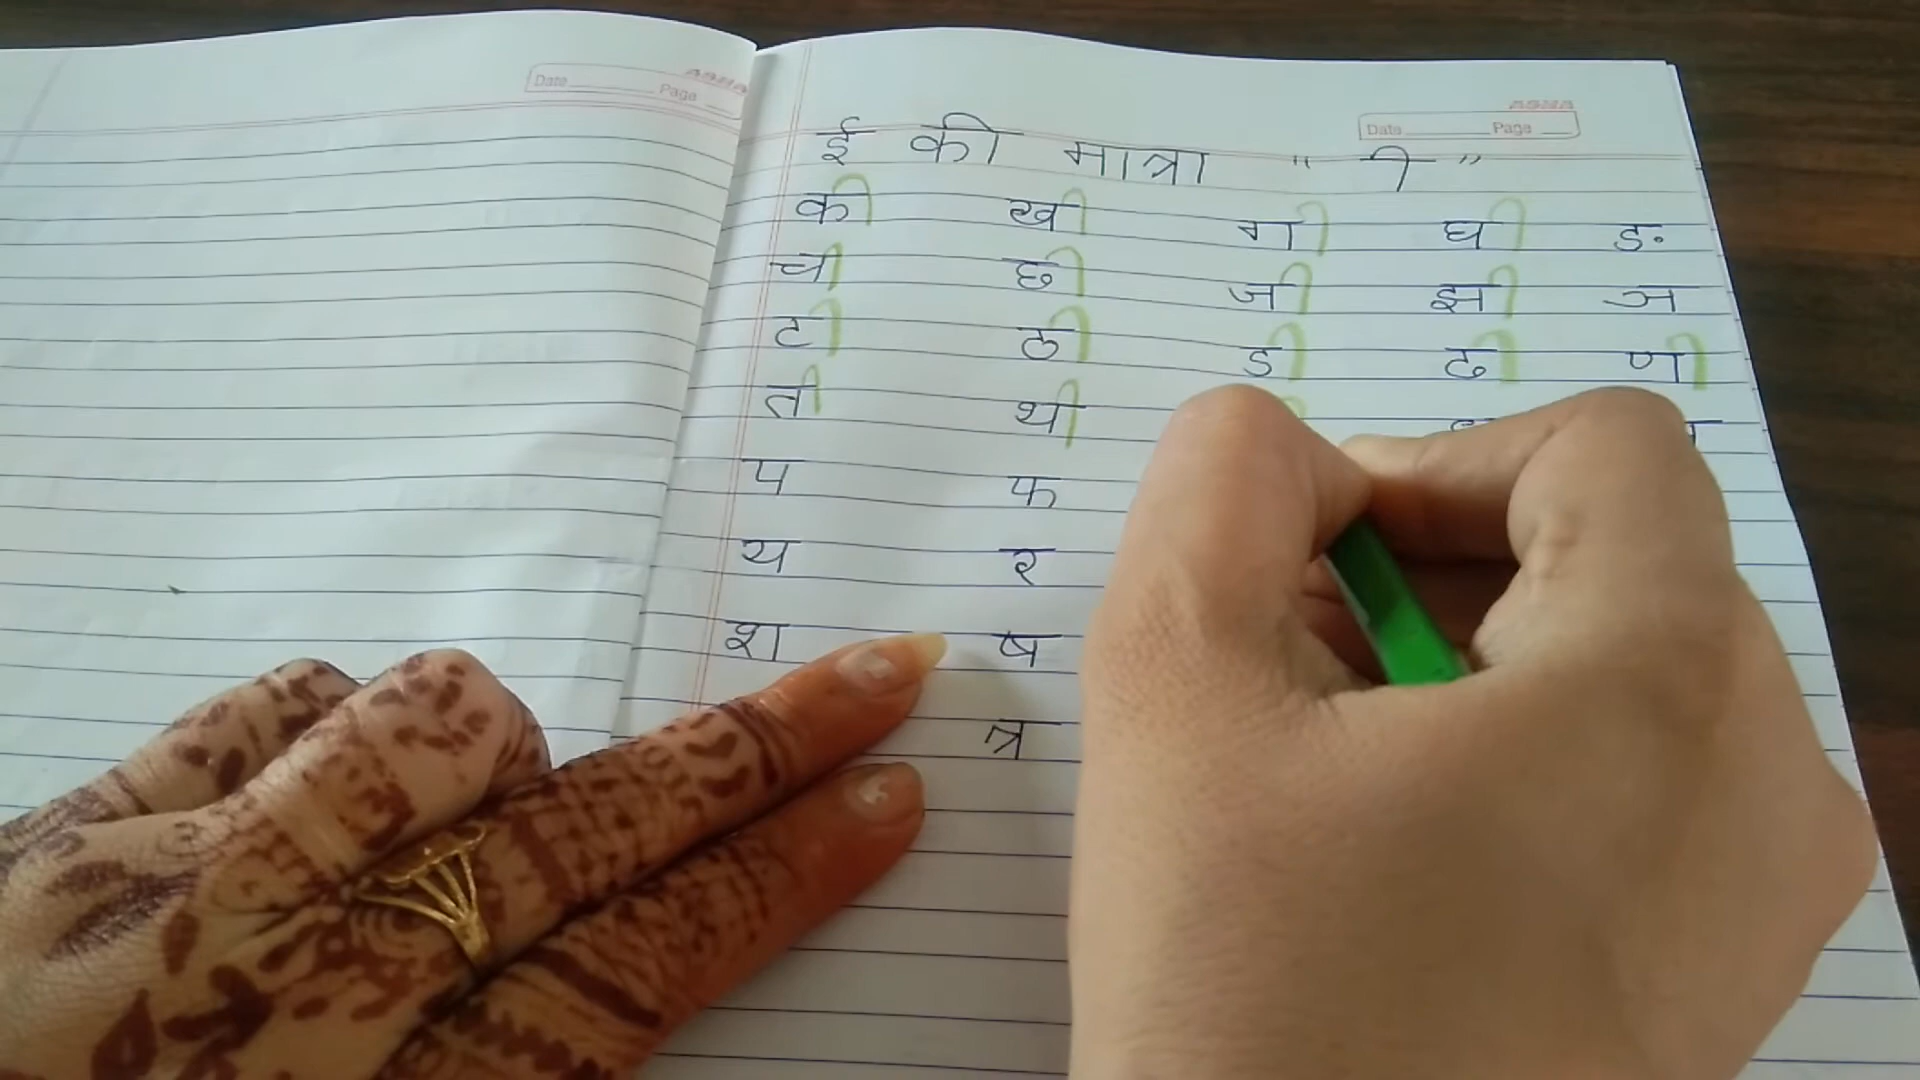 ASHA
Date Page
ASHA
Date Page
ई की मात्रा " ी "
की खी गी घी ङ
ची छी जी झी ञ
टी ठी डी ढी णी
ती थी
प फ
य र
श ष
त्र